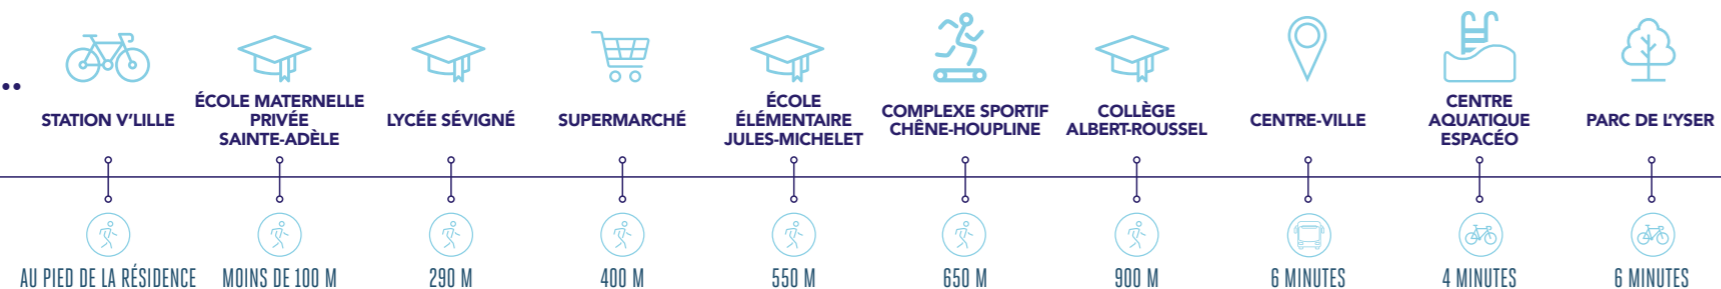 ..
STATION V'LILLE
AU PIED DE LA RÉSIDENCE
ÉCOLE MATERNELLE
PRIVÉE
SAINTE-ADÈLE
MOINS DE 100 M
LYCÉE SÉVIGNÉ
290 M
SUPERMARCHÉ
400 M
ÉCOLE
ÉLÉMENTAIRE
JULES-MICHELET
550 M
COMPLEXE SPORTIF
CHÊNE-HOUPLINE
650 M
COLLÈGE
ALBERT-ROUSSEL
900 M
CENTRE-VILLE
6 MINUTES
CENTRE
AQUATIQUE
ESPACÉO
4 MINUTES
PARC DE L'YSER
6 MINUTES